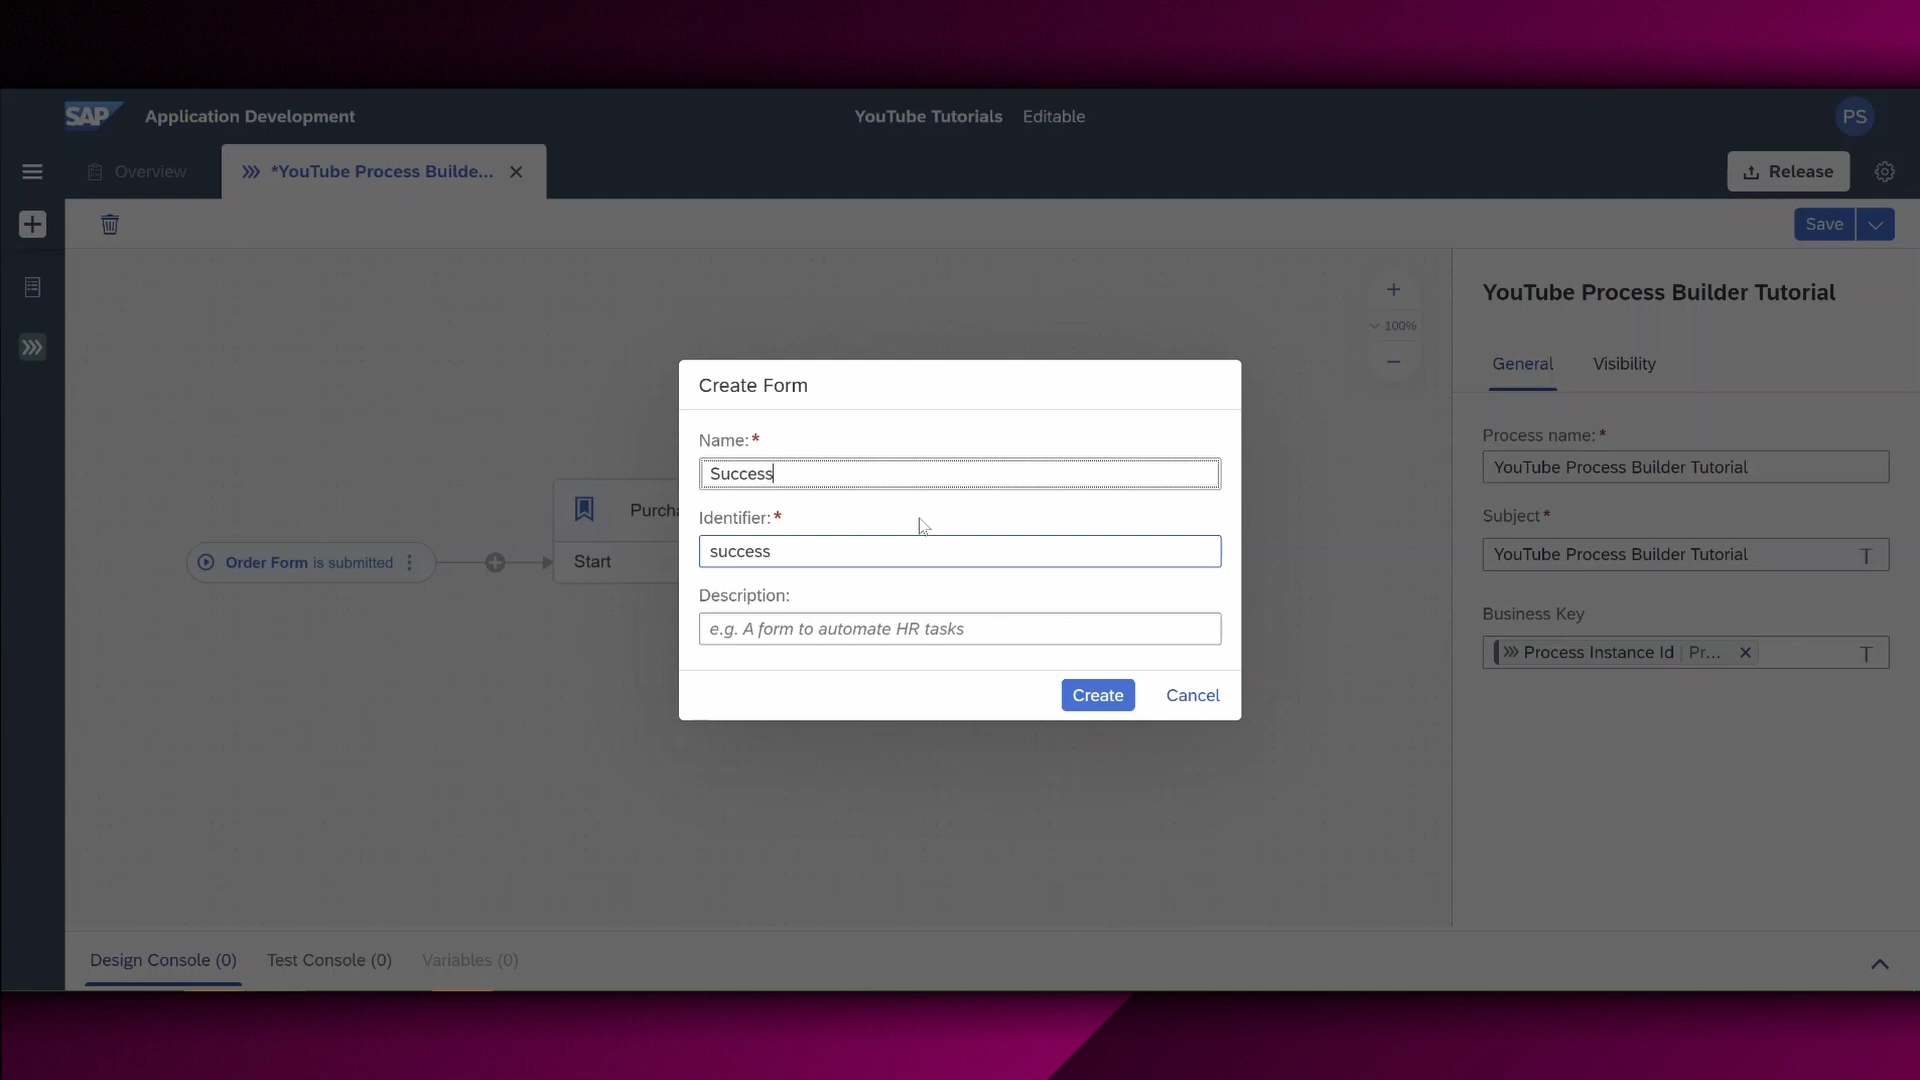 SAP Application Development YouTube Tutorials Editable PS
Overview *YouTube Process Builde... Release
Save
YouTube Process Builder Tutorial
100%
General Visibility
Create Form
Name:*
Success
Identifier:*
success
Description:
e.g. A form to automate HR tasks
Create Cancel
Order Form is submitted
Purcha
Start
Process name:*
YouTube Process Builder Tutorial
Subject*
YouTube Process Builder Tutorial T
Business Key
Process Instance Id | Pr... T
Design Console (0) Test Console (0) Variables (0)